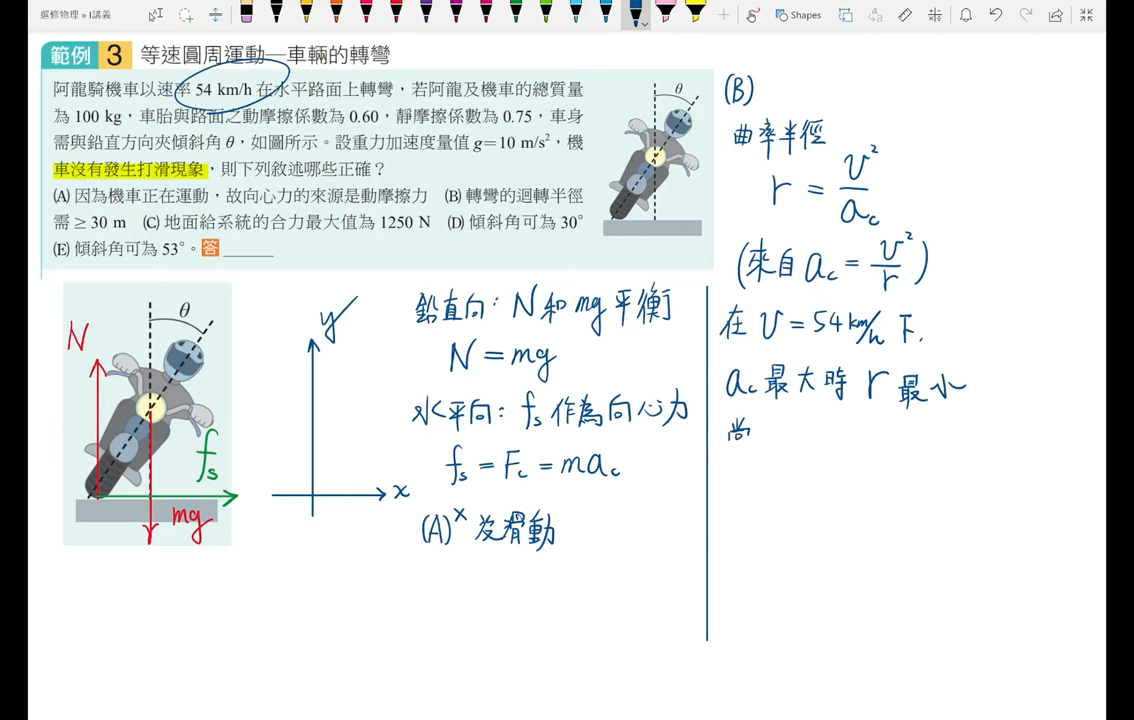 選修物理 » I講義
Shapes
範例 3 等速圓周運動—車輛的轉彎
阿龍騎機車以速率 54 km/h 在水平路面上轉彎，若阿龍及機車的總質量
為 100 kg，車胎與路面之動摩擦係數為 0.60，靜摩擦係數為 0.75，車身
需與鉛直方向夾傾斜角 θ，如圖所示。設重力加速度量值 g＝10 m/s²，機
車沒有發生打滑現象，則下列敘述哪些正確？
(A) 因為機車正在運動，故向心力的來源是動摩擦力 (B) 轉彎的迴轉半徑
需 ≥ 30 m (C) 地面給系統的合力最大值為 1250 N (D) 傾斜角可為 30°
(E) 傾斜角可為 53°。答
θ
θ
N
fs
mg
y
x
鉛直向：N和mg平衡
N = mg
水平向：fs作為向心力
fs = Fc = mac
(A)× 沒滑動
(B)
曲率半徑
r = v²/ac
(來自 ac = v²/r)
在 v = 54 km/h 下.
ac 最大時 r 最小